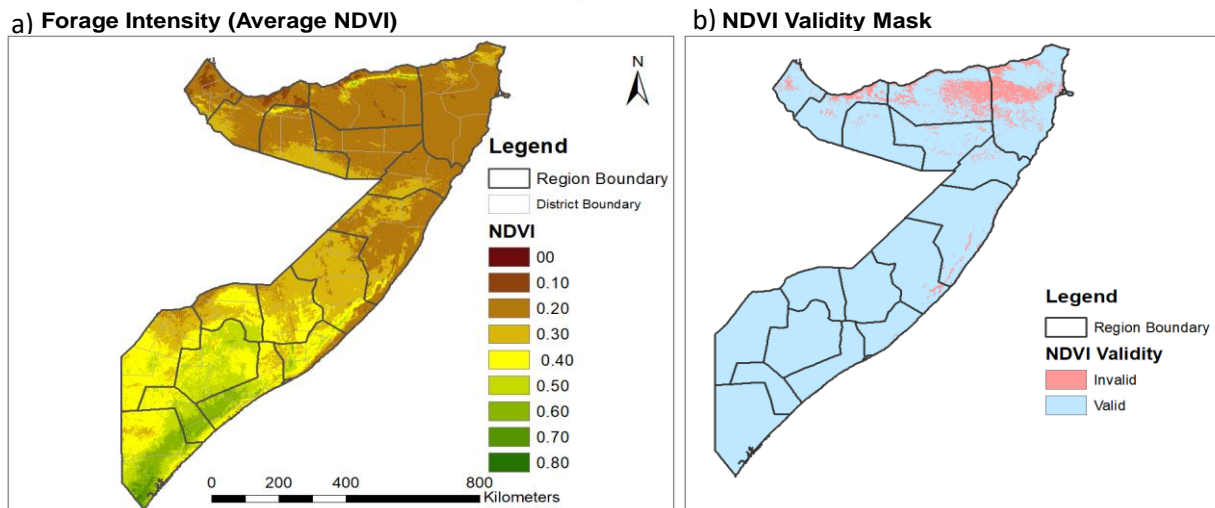 a) Forage Intensity (Average NDVI)
N
Legend
Region Boundary
District Boundary
NDVI
00
0.10
0.20
0.30
0.40
0.50
0.60
0.70
0.80
0 200 400 800
Kilometers
b) NDVI Validity Mask
Legend
Region Boundary
NDVI Validity
Invalid
Valid